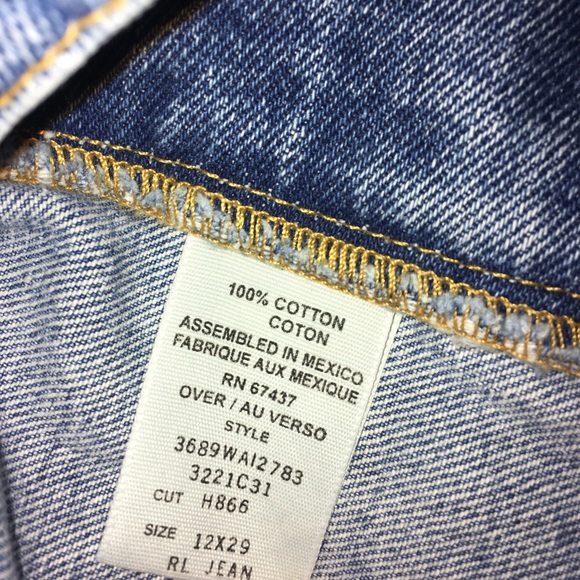 100% COTTON
COTON
ASSEMBLED IN MEXICO
FABRIQUE AUX MEXIQUE
RN 67437
OVER / AU VERSO
STYLE
3689WAI2783
3221C31
CUT H866
SIZE 12X29
RL JEAN